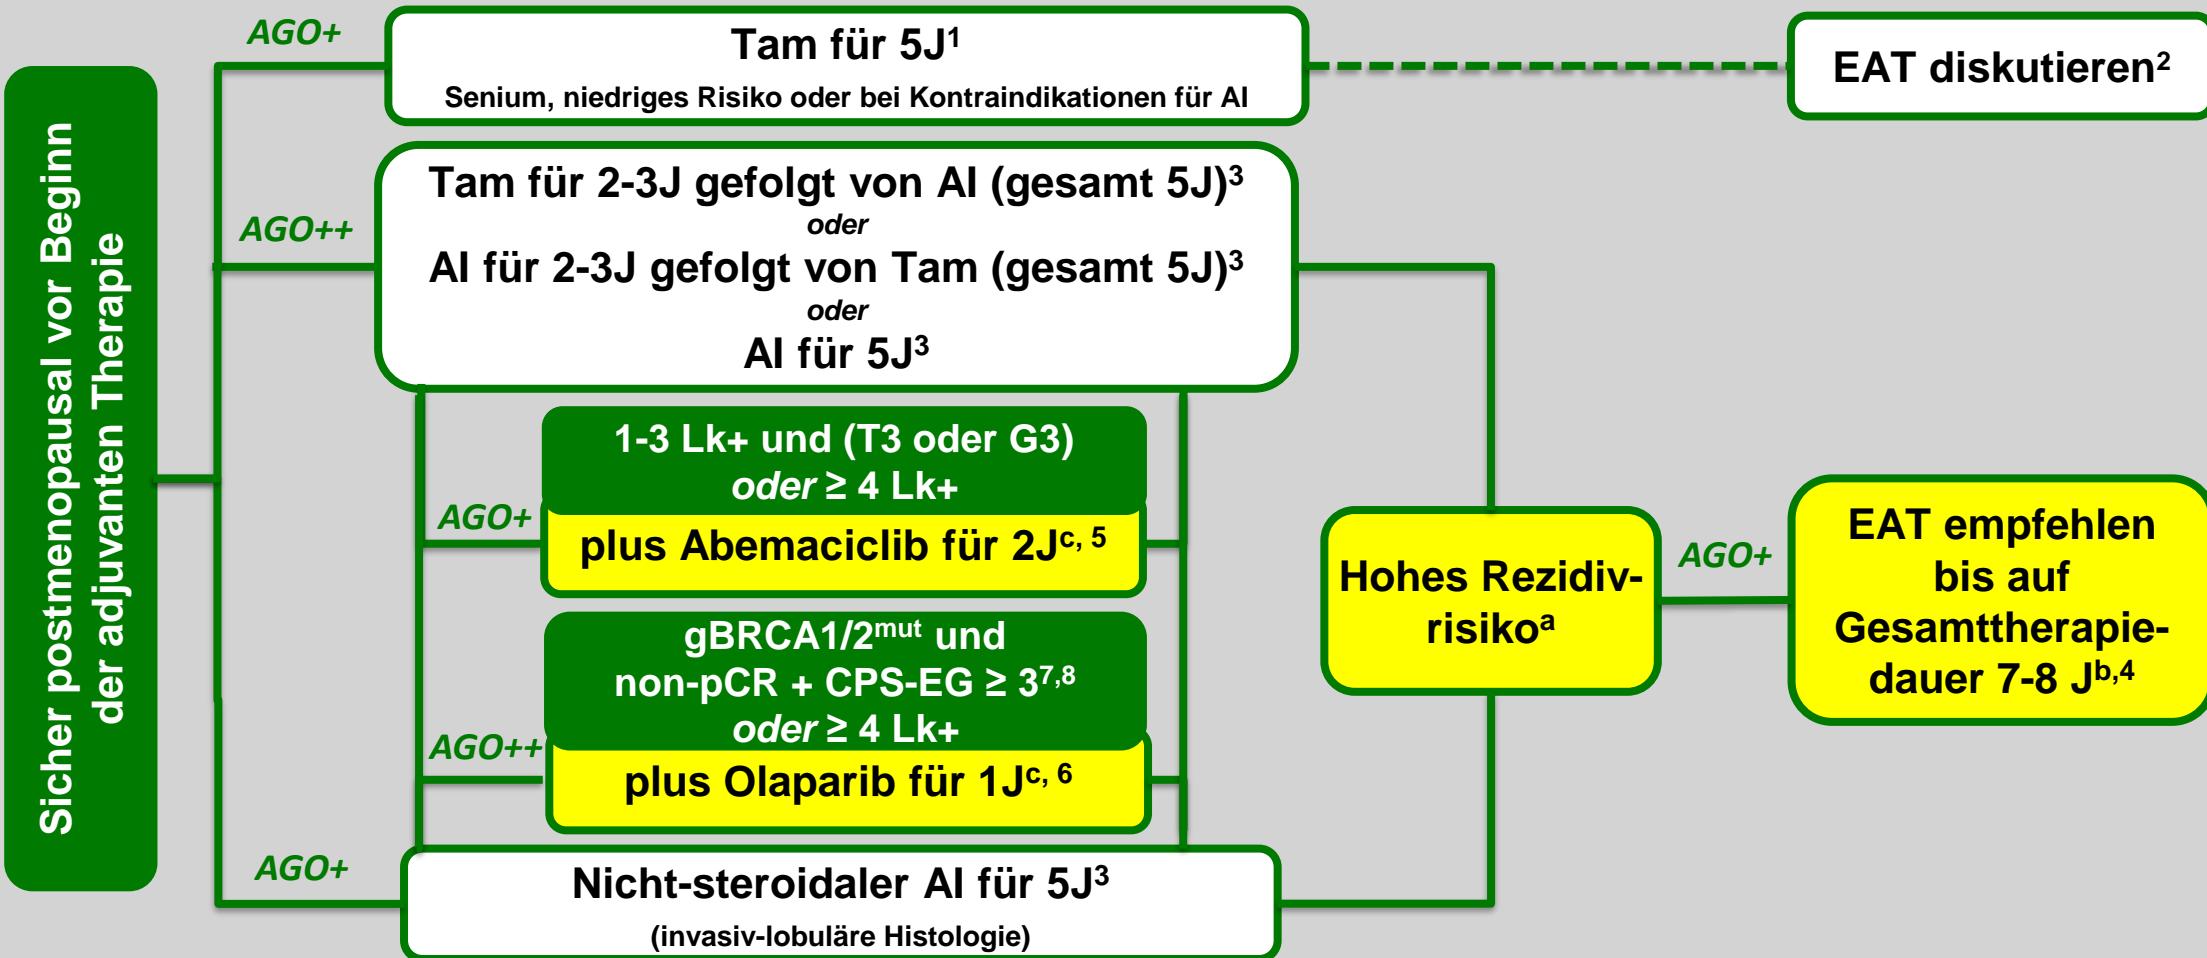 Sicher postmenopausal vor Beginn
der adjuvanten Therapie
AGO+
Tam für 5J¹
Senium, niedriges Risiko oder bei Kontraindikationen für AI
EAT diskutieren²
AGO++
Tam für 2-3J gefolgt von AI (gesamt 5J)³
oder
AI für 2-3J gefolgt von Tam (gesamt 5J)³
oder
AI für 5J³
1-3 Lk+ und (T3 oder G3)
oder ≥ 4 Lk+
AGO+
plus Abemaciclib für 2Jᶜ, ⁵
gBRCA1/2ᵐᵘᵗ und
non-pCR + CPS-EG ≥ 3⁷,⁸
oder ≥ 4 Lk+
AGO++
plus Olaparib für 1Jᶜ, ⁶
AGO+
Nicht-steroidaler AI für 5J³
(invasiv-lobuläre Histologie)
Hohes Rezidiv-
risikoᵃ
AGO+
EAT empfehlen
bis auf
Gesamttherapie-
dauer 7-8 Jᵇ,⁴